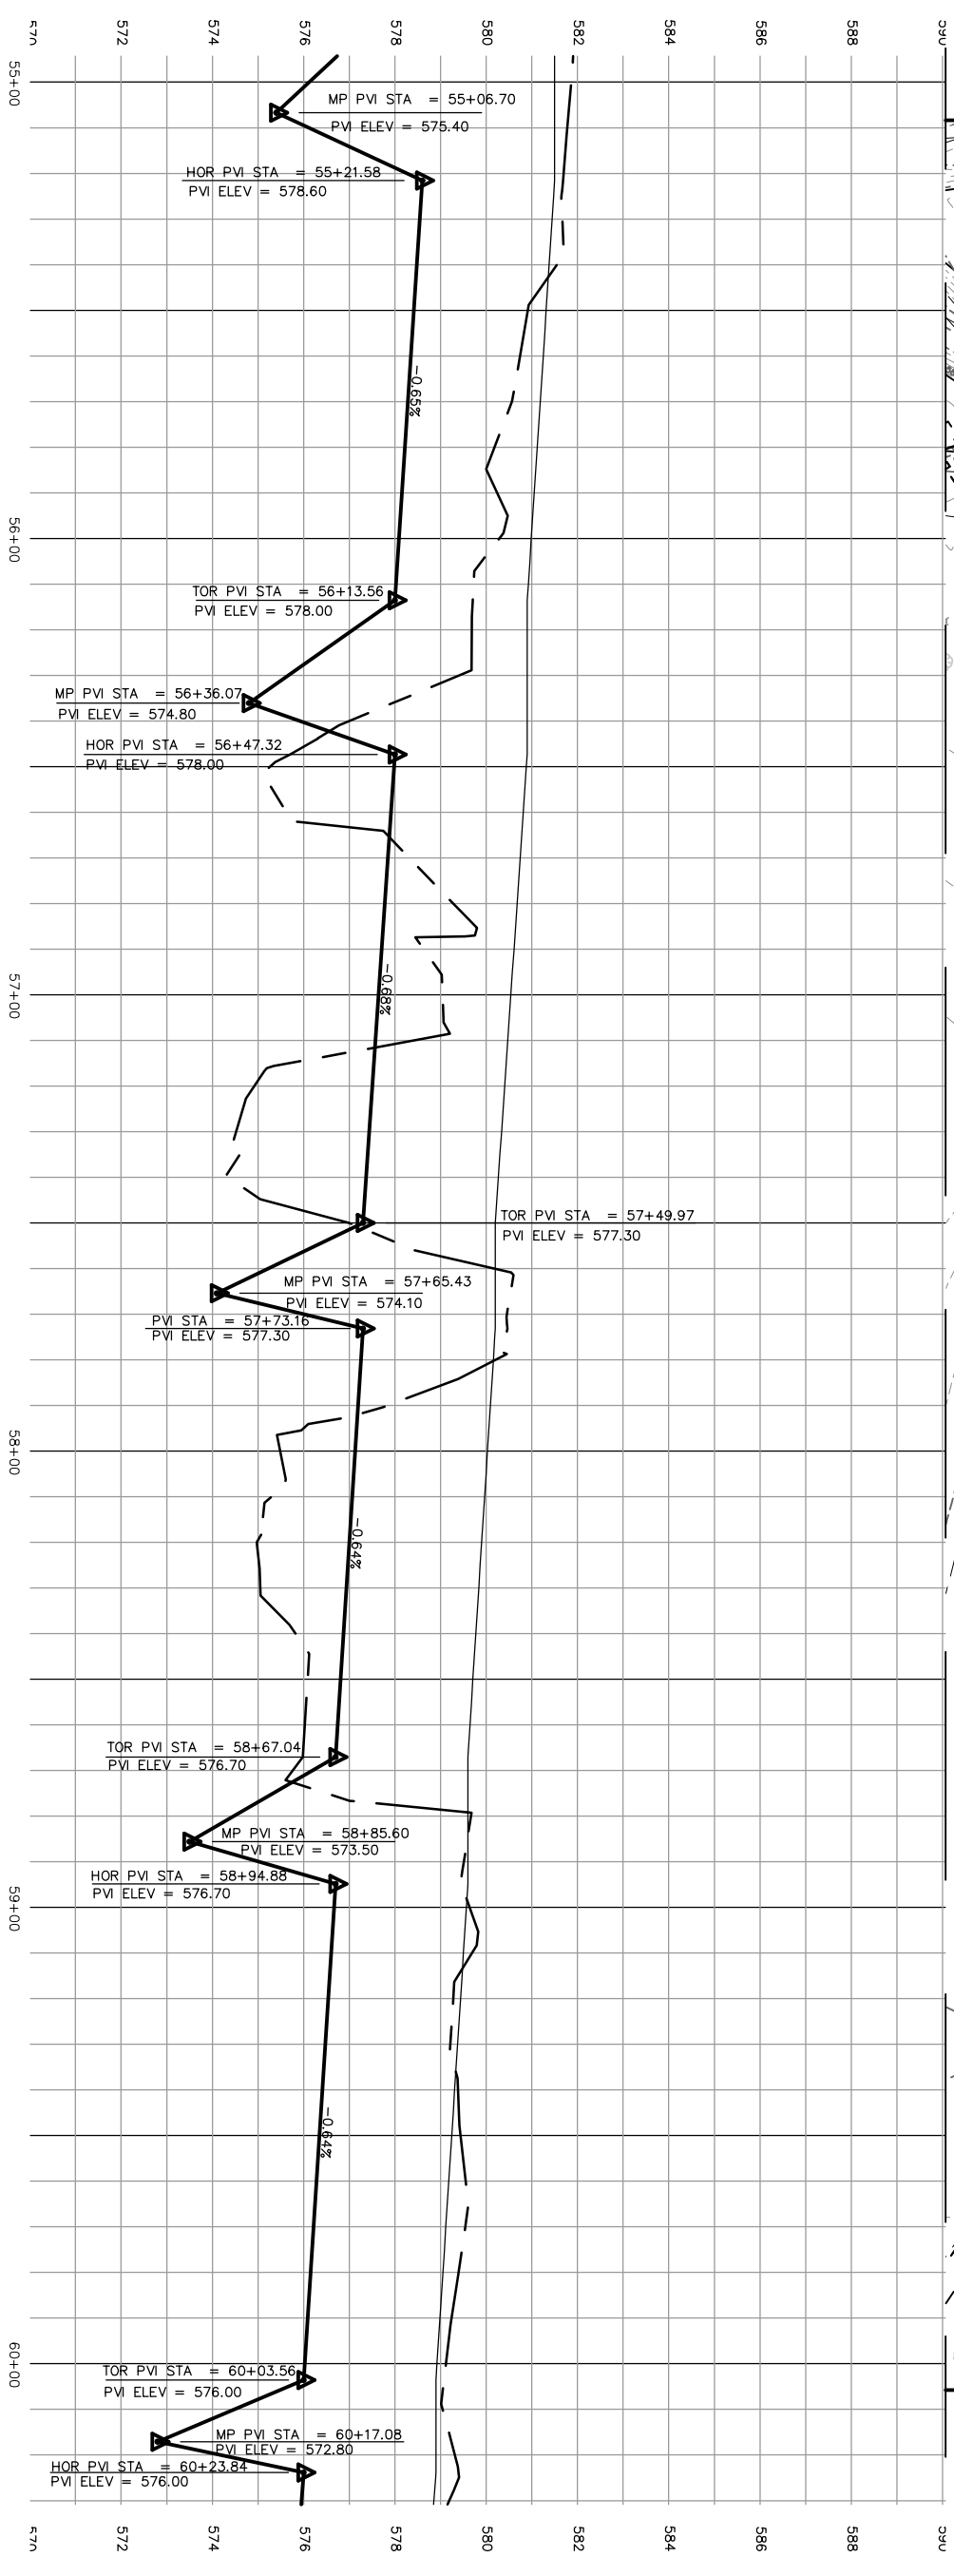 570
572
574
576
578
580
582
584
586
588
590
55+00
MP PVI STA = 55+06.70
PVI ELEV = 575.40
HOR PVI STA = 55+21.58
PVI ELEV = 578.60
-0.65%
56+00
TOR PVI STA = 56+13.56
PVI ELEV = 578.00
MP PVI STA = 56+36.07
PVI ELEV = 574.80
HOR PVI STA = 56+47.32
PVI ELEV = 578.00
-0.68%
57+00
TOR PVI STA = 57+49.97
PVI ELEV = 577.30
MP PVI STA = 57+65.43
PVI ELEV = 574.10
PVI STA = 57+73.16
PVI ELEV = 577.30
58+00
-0.64%
TOR PVI STA = 58+67.04
PVI ELEV = 576.70
MP PVI STA = 58+85.60
PVI ELEV = 573.50
HOR PVI STA = 58+94.88
PVI ELEV = 576.70
59+00
-0.64%
60+00
TOR PVI STA = 60+03.56
PVI ELEV = 576.00
MP PVI STA = 60+17.08
PVI ELEV = 572.80
HOR PVI STA = 60+23.84
PVI ELEV = 576.00
570
572
574
576
578
580
582
584
586
588
590